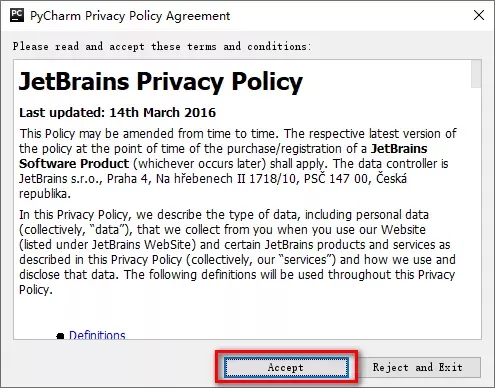 PC PyCharm Privacy Policy Agreement
Please read and accept these terms and conditions:
JetBrains Privacy Policy
Last updated: 14th March 2016
This Policy may be amended from time to time. The respective latest version of
the policy at the point of time of the purchase/registration of a JetBrains
Software Product (whichever occurs later) shall apply. The data controller is
JetBrains s.r.o., Praha 4, Na hřebenech II 1718/10, PSČ 147 00, Česká
republika.
In this Privacy Policy, we describe the type of data, including personal data
(collectively, “data”), that we collect from you when you use our Website
(listed under JetBrains WebSite) and certain JetBrains products and services as
described in this Privacy Policy (collectively, our “services”) and how we use and
disclose that data. The following definitions will be used throughout this Privacy
Policy.
Definitions
Accept Reject and Exit